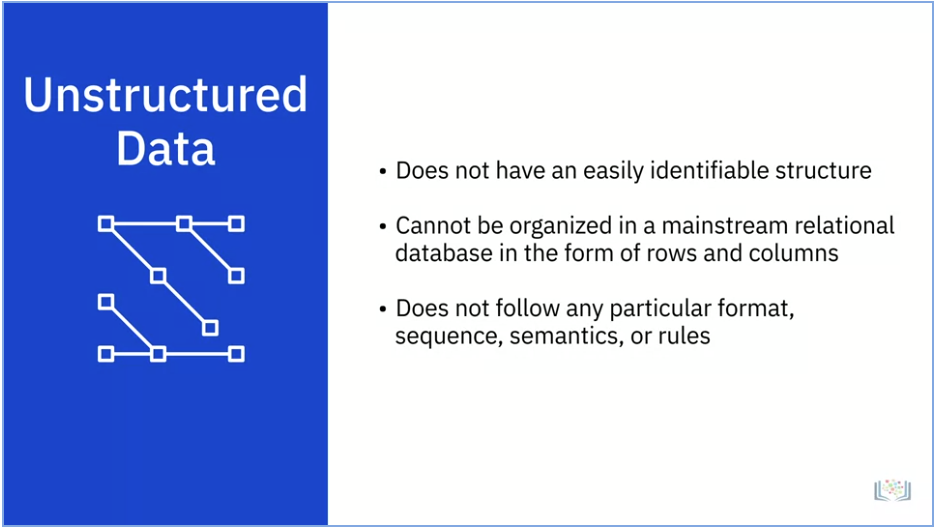 Unstructured
Data
• Does not have an easily identifiable structure
• Cannot be organized in a mainstream relational
database in the form of rows and columns
• Does not follow any particular format,
sequence, semantics, or rules